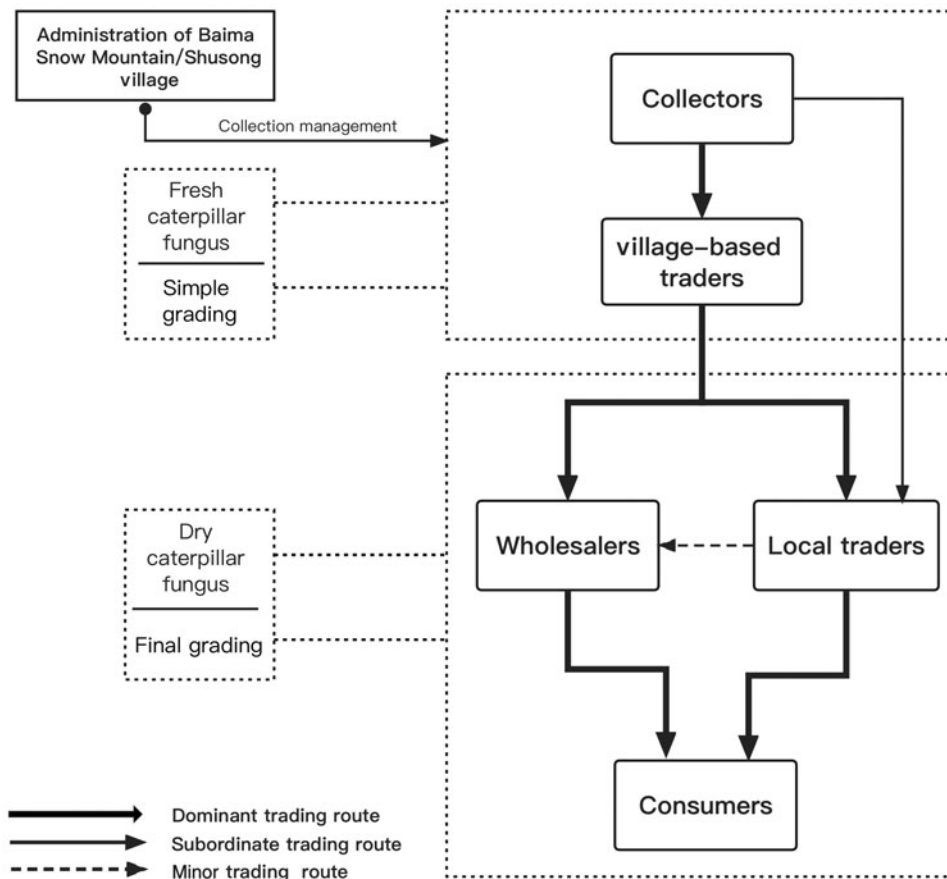 Administration of Baima
Snow Mountain/Shusong
village
Collection management
Collectors
Fresh
caterpillar
fungus
Simple
grading
village-based
traders
Dry
caterpillar
fungus
Final grading
Wholesalers
Local traders
Consumers
Dominant trading route
Subordinate trading route
Minor trading route